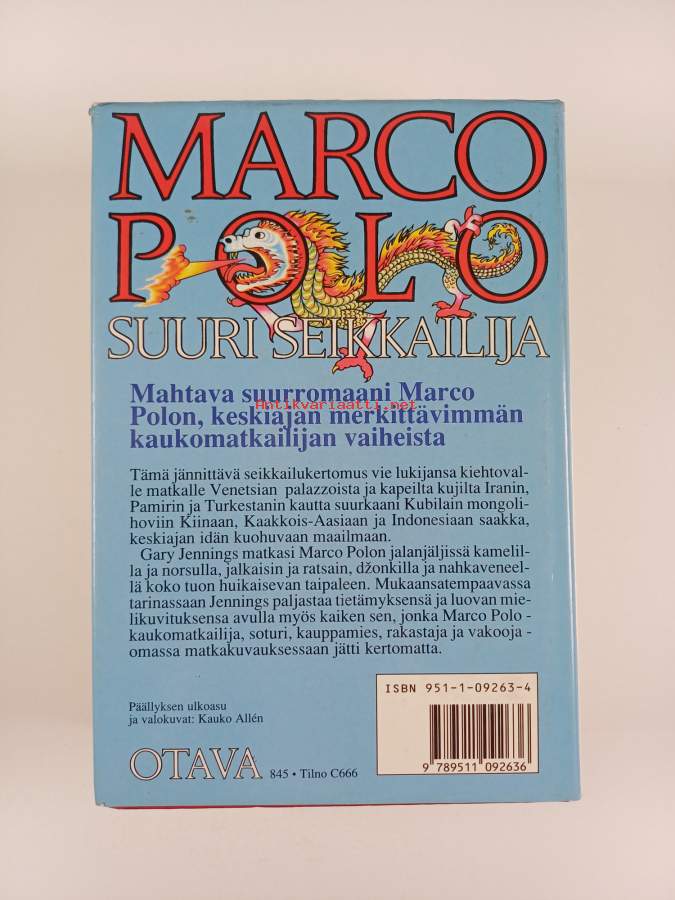 MARCO
POLO
SUURI SEIKKAILIJA
Mahtava suurromaani Marco
Antikvariaatti.net
Polon, keskiajan merkittävimmän
kaukomatkailijan vaiheista
Tämä jännittävä seikkailukertomus vie lukijansa kiehtoval-
le matkalle Venetsian palazzoista ja kapeilta kujilta Iranin,
Pamirin ja Turkestanin kautta suurkaani Kubilain mongoli-
hoviin Kiinaan, Kaakkois-Aasiaan ja Indonesiaan saakka,
keskiajan idän kuohuvaan maailmaan.
Gary Jennings matkasi Marco Polon jalanjäljissä kamelil-
la ja norsulla, jalkaisin ja ratsain, džonkilla ja nahkaveneel-
lä koko tuon huikaisevan taipaleen. Mukaansatempaavassa
tarinassaan Jennings paljastaa tietämyksensä ja luovan mie-
likuvituksensa avulla myös kaiken sen, jonka Marco Polo -
kaukomatkailija, soturi, kauppamies, rakastaja ja vakooja -
omassa matkakuvauksessaan jätti kertomatta.
ISBN 951-1-09263-4
Päällyksen ulkoasu
ja valokuvat: Kauko Allén
OTAVA 845 • Tilno C666
9 789511 092636